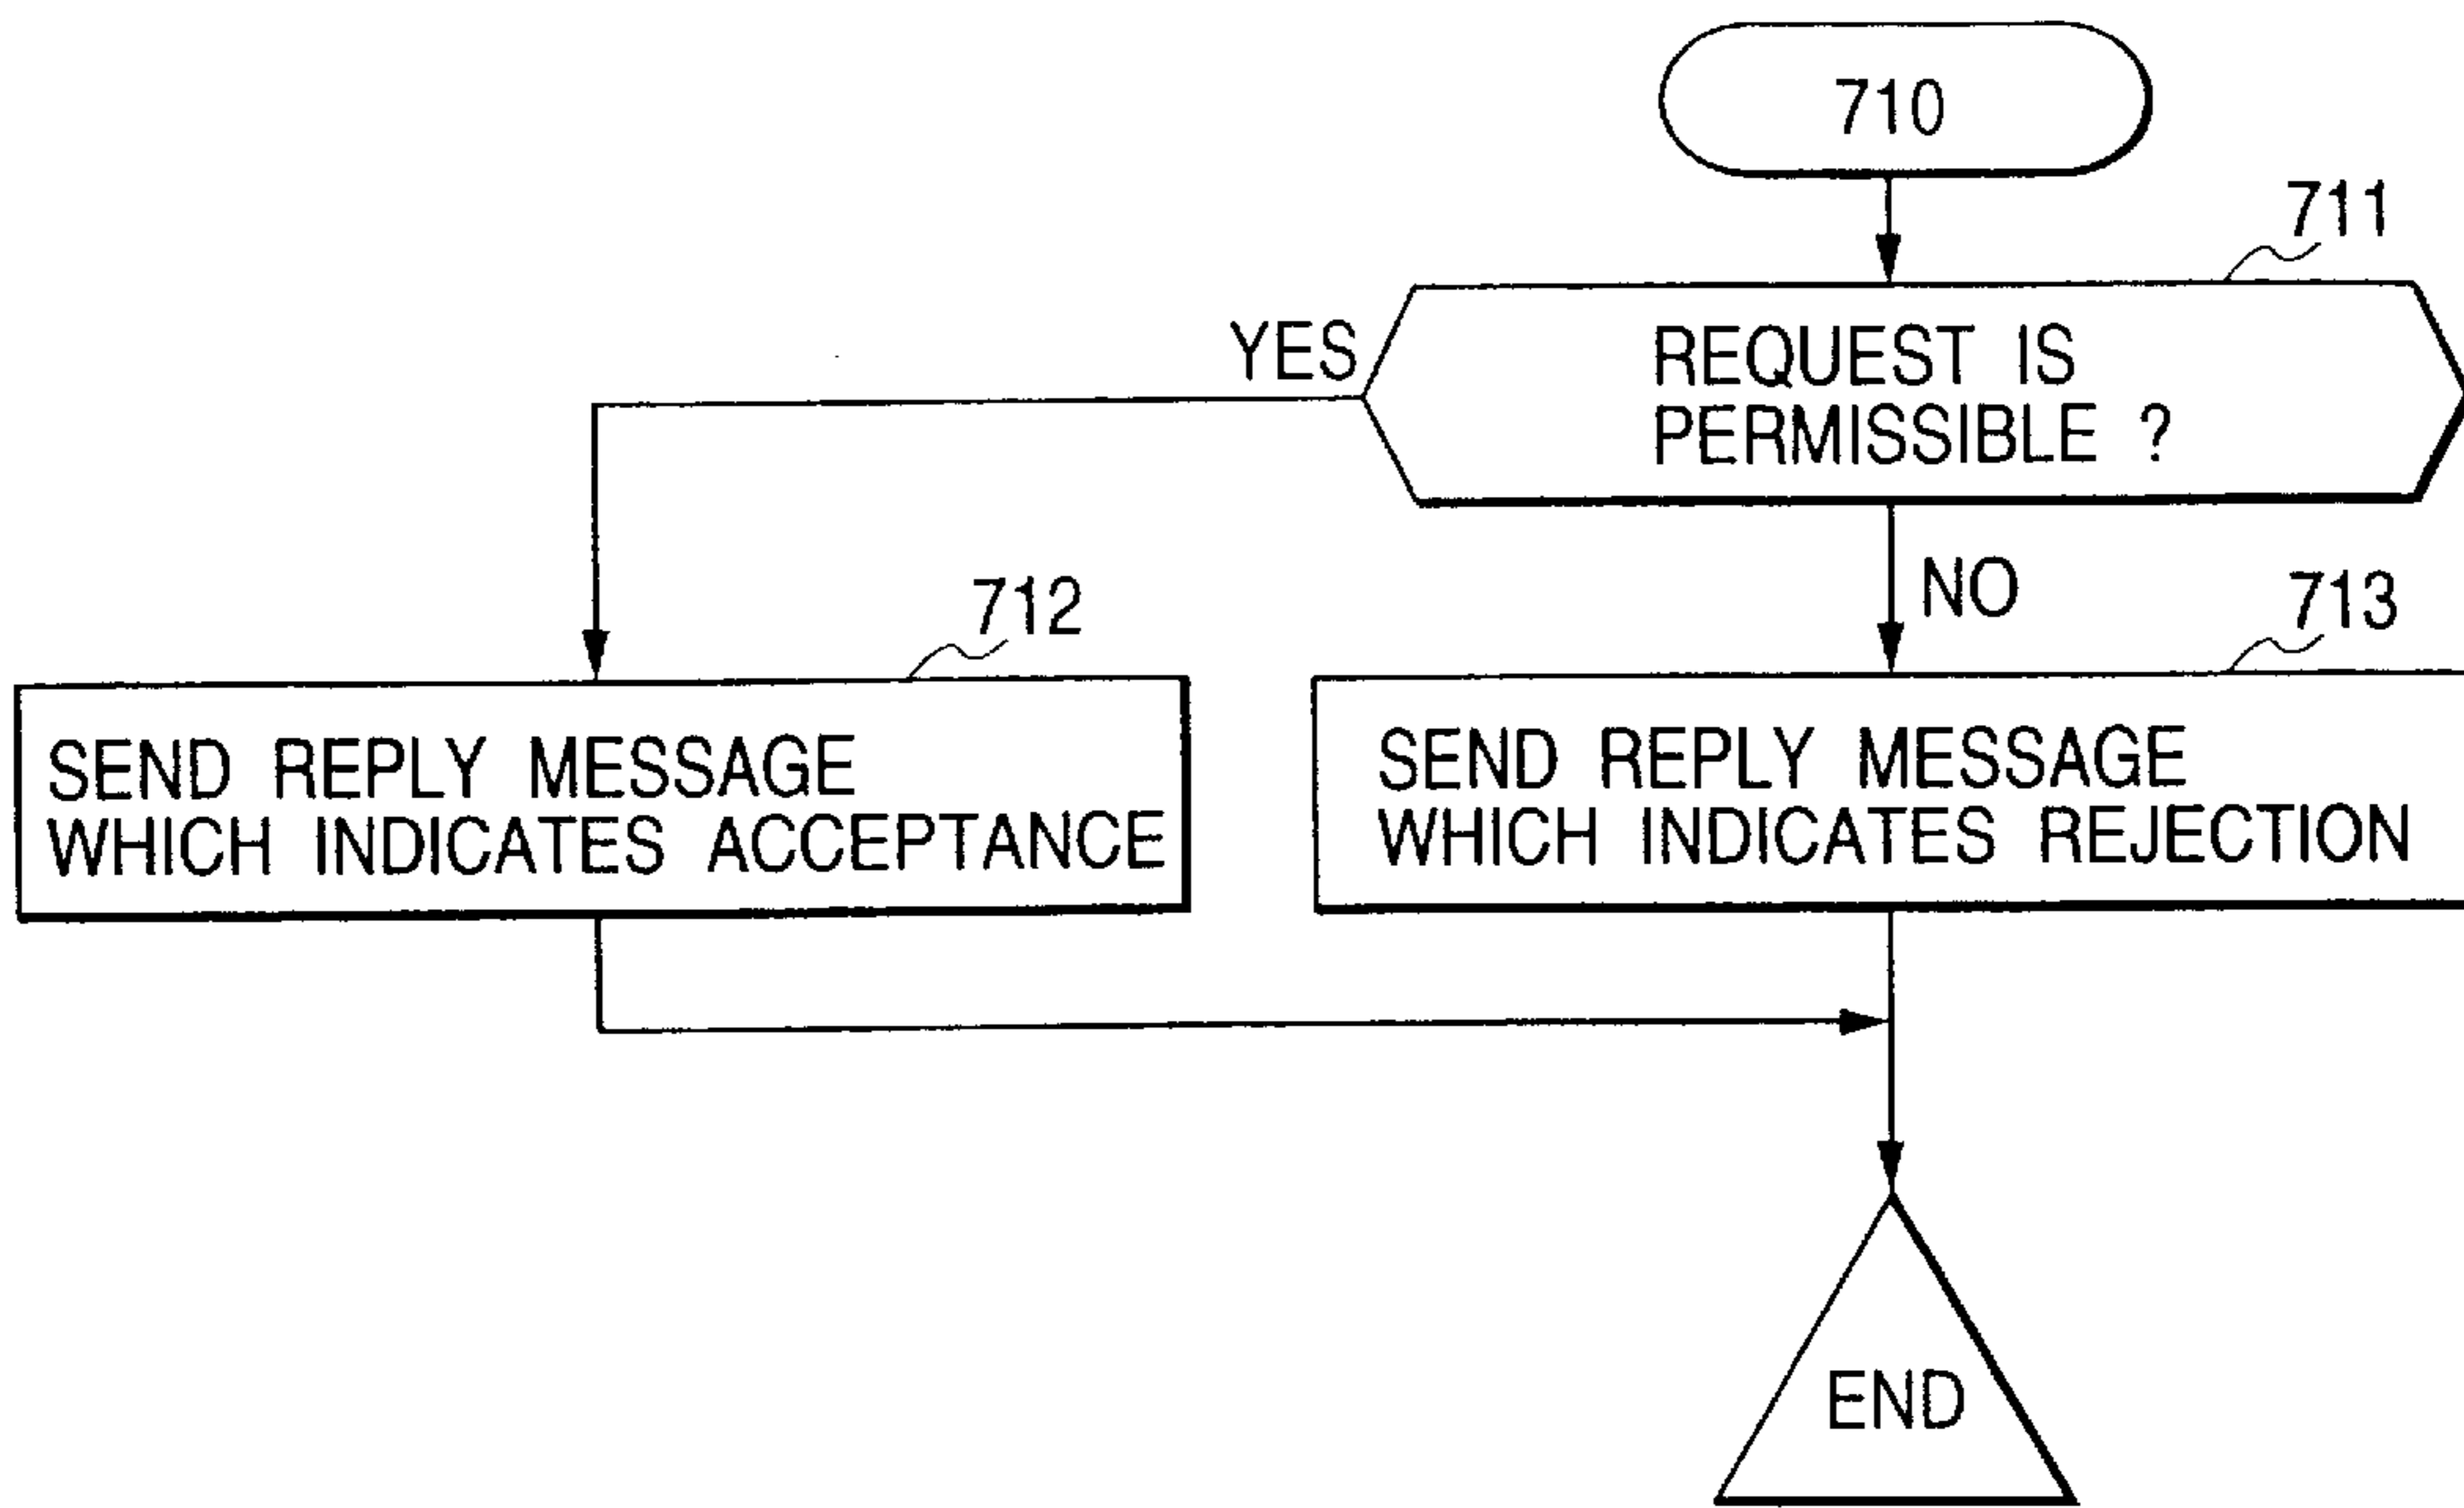 710
711
YES
REQUEST IS
PERMISSIBLE ?
NO
712
713
SEND REPLY MESSAGE
WHICH INDICATES ACCEPTANCE
SEND REPLY MESSAGE
WHICH INDICATES REJECTION
END